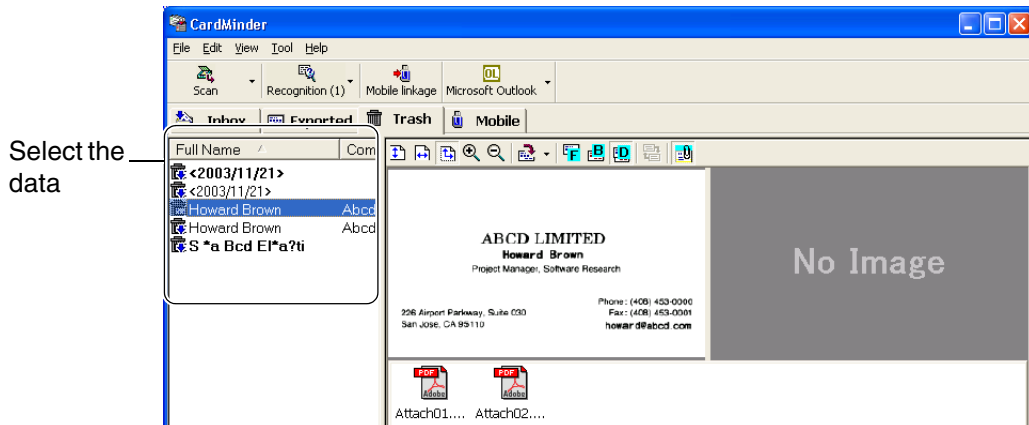 CardMinder
File Edit View Tool Help
Scan Recognition (1) Mobile linkage Microsoft Outlook
Inbox Exported Trash Mobile
Select the
data
Full Name Com
<2003/11/21>
<2003/11/21>
Howard Brown Abcd
Howard Brown Abcd
S *a Bcd El*a?ti
ABCD LIMITED
Howard Brown
Project Manager, Software Research
226 Airport Parkway, Suite 030
San Jose, CA 95110
Phone: (408) 453-0000
Fax: (408) 453-0001
howard@abcd.com
No Image
Attach01.... Attach02....